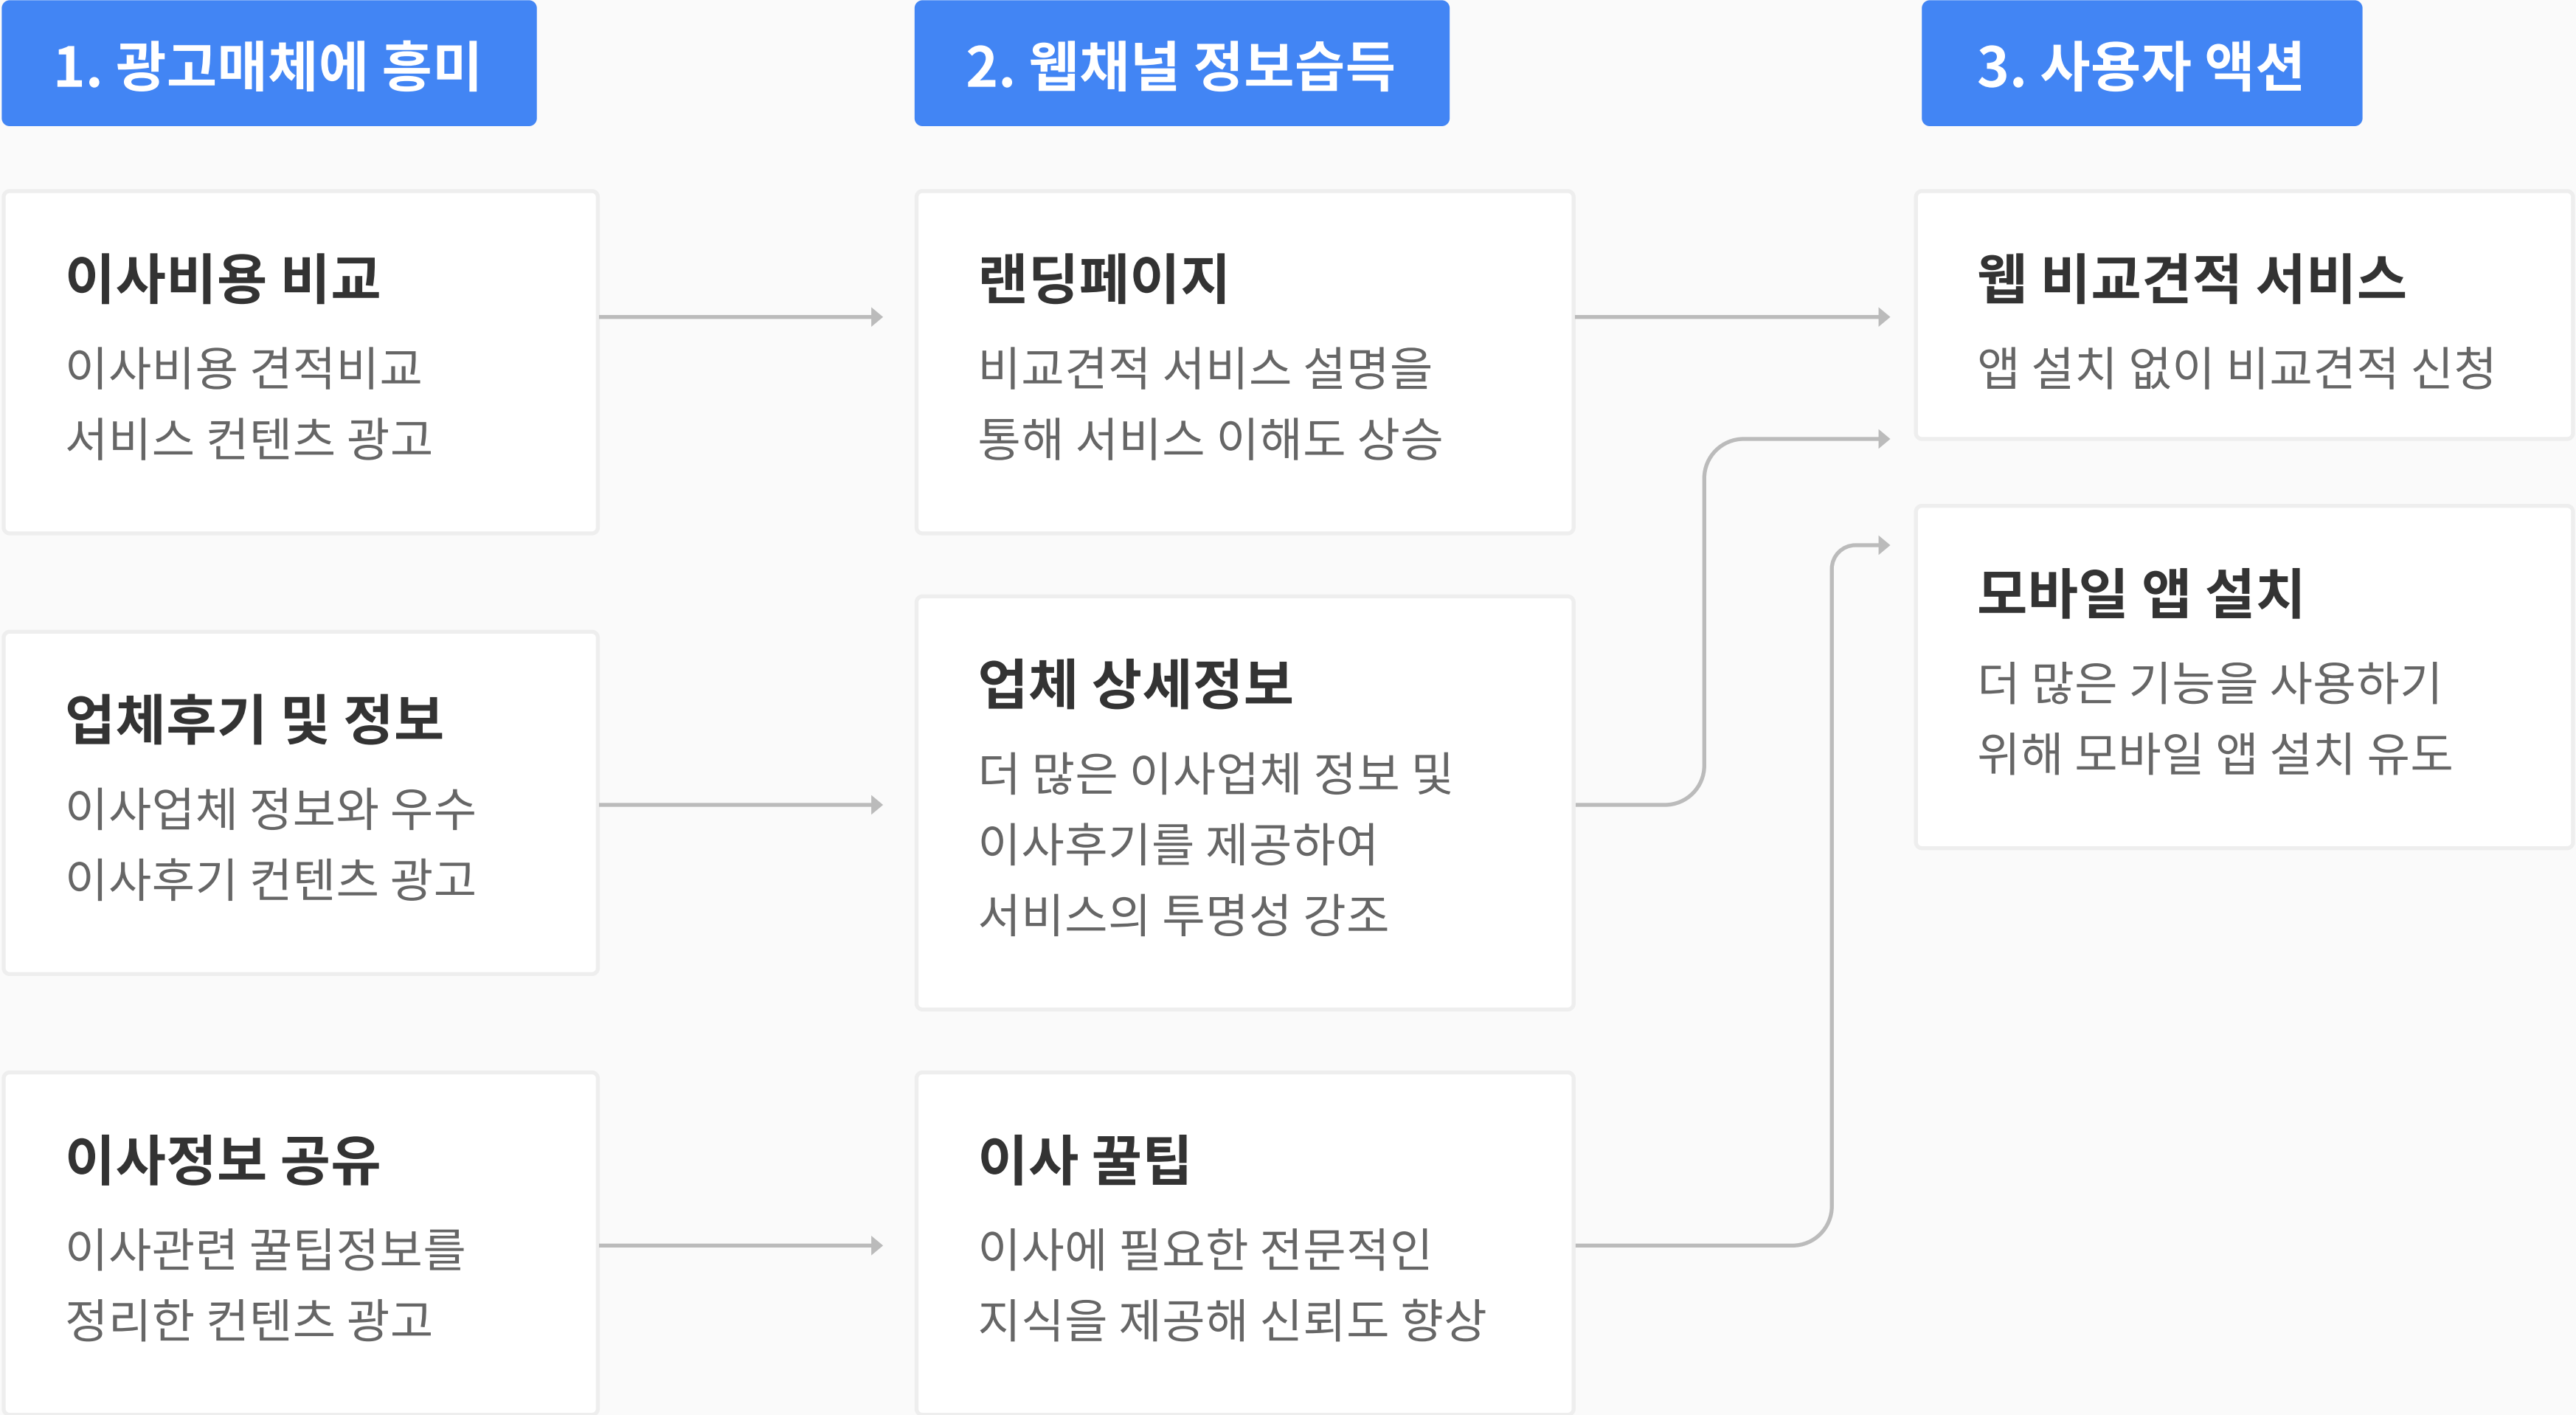 1. 광고매체에 흥미
이사비용 비교
이사비용 견적비교
서비스 컨텐츠 광고
업체후기 및 정보
이사업체 정보와 우수
이사후기 컨텐츠 광고
이사정보 공유
이사관련 꿀팁정보를
정리한 컨텐츠 광고
2. 웹채널 정보습득
랜딩페이지
비교견적 서비스 설명을
통해 서비스 이해도 상승
업체 상세정보
더 많은 이사업체 정보 및
이사후기를 제공하여
서비스의 투명성 강조
이사 꿀팁
이사에 필요한 전문적인
지식을 제공해 신뢰도 향상
3. 사용자 액션
웹 비교견적 서비스
앱 설치 없이 비교견적 신청
모바일 앱 설치
더 많은 기능을 사용하기
위해 모바일 앱 설치 유도